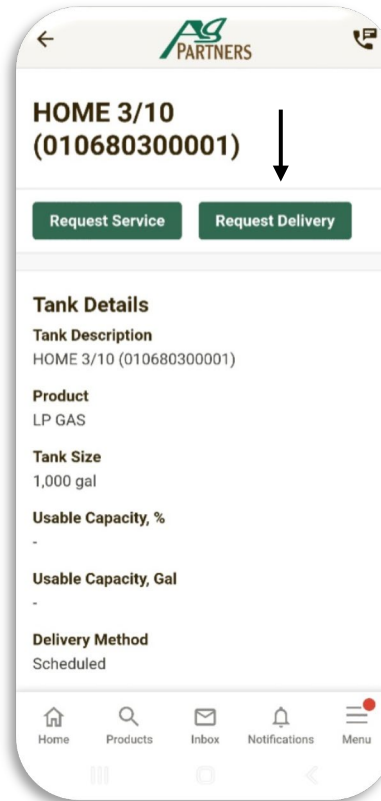 Ag
PARTNERS
HOME 3/10
(010680300001)
Request Service
Request Delivery
Tank Details
Tank Description
HOME 3/10 (010680300001)
Product
LP GAS
Tank Size
1,000 gal
Usable Capacity, %
-
Usable Capacity, Gal
-
Delivery Method
Scheduled
Home
Products
Inbox
Notifications
Menu